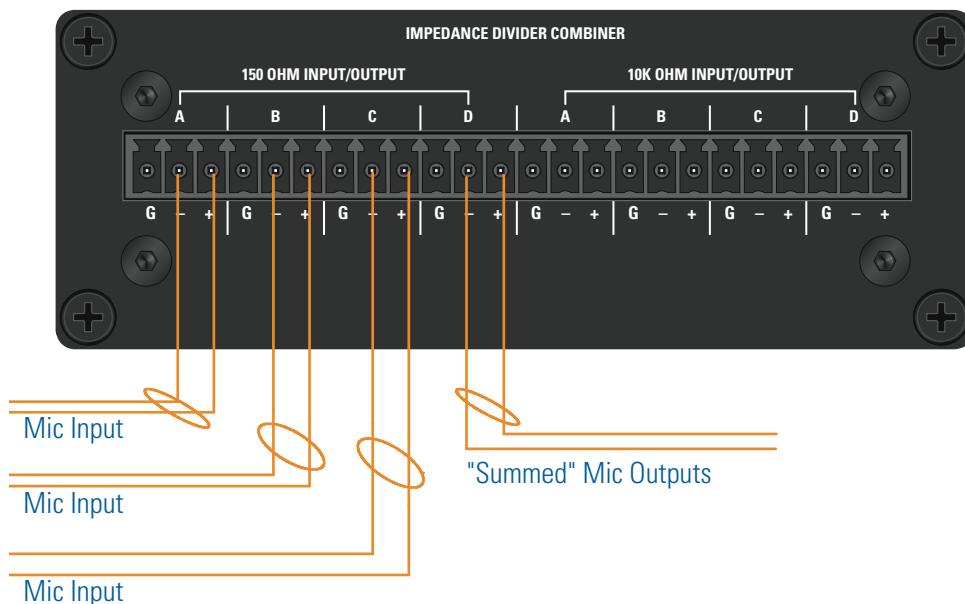 IMPEDANCE DIVIDER COMBINER
150 OHM INPUT/OUTPUT 10K OHM INPUT/OUTPUT
A B C D A B C D
G – + G – + G – + G – + G – + G – + G – + G – +
Mic Input
Mic Input
"Summed" Mic Outputs
Mic Input